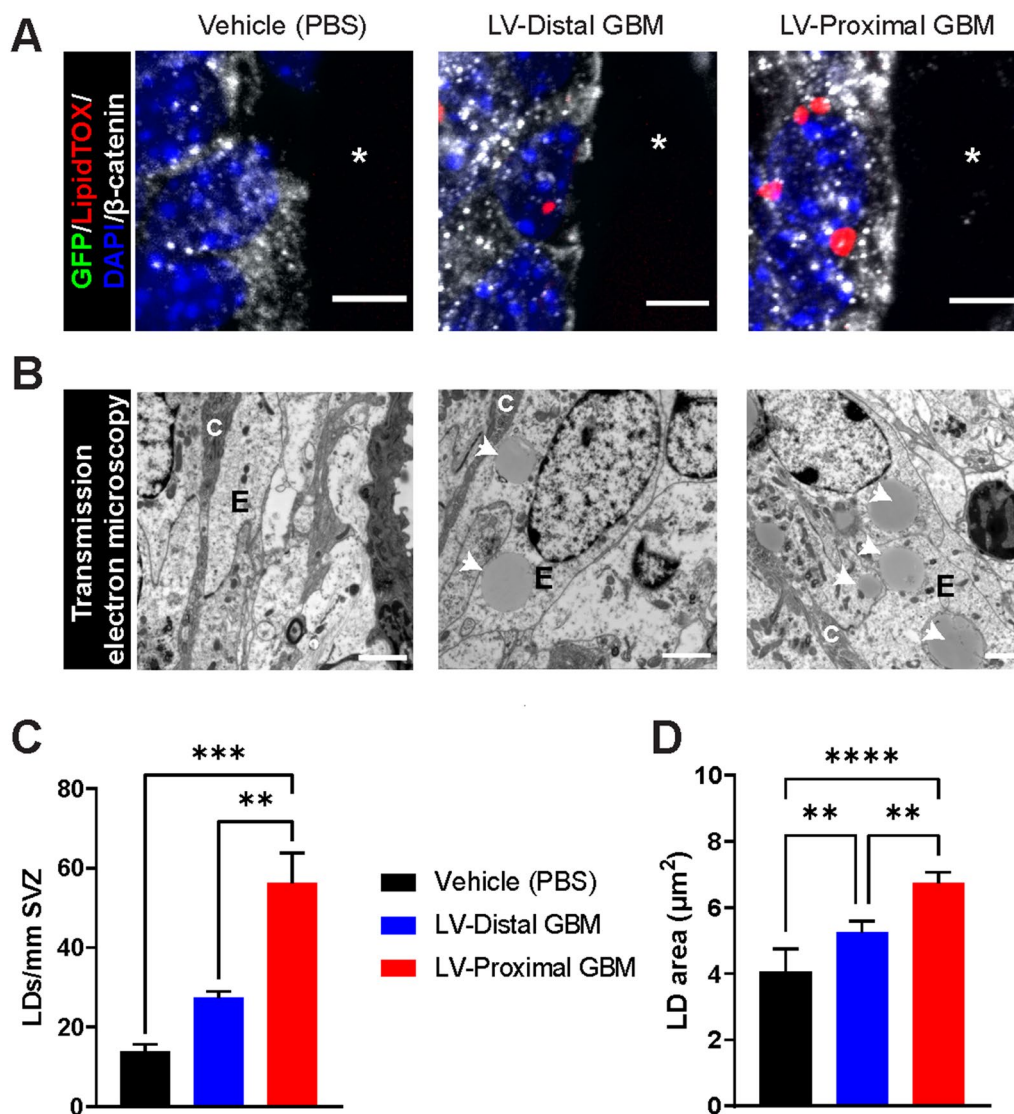 A
Vehicle (PBS)
LV-Distal GBM
LV-Proximal GBM
GFP/LipidTOX/
DAPI/β-catenin
*
*
*
B
Transmission
electron microscopy
C
E
C
E
C
E
C
LDs/mm SVZ
80
60
40
20
0
***
**
Vehicle (PBS)
LV-Distal GBM
LV-Proximal GBM
D
LD area (µm²)
10
8
6
4
2
0
****
**
**